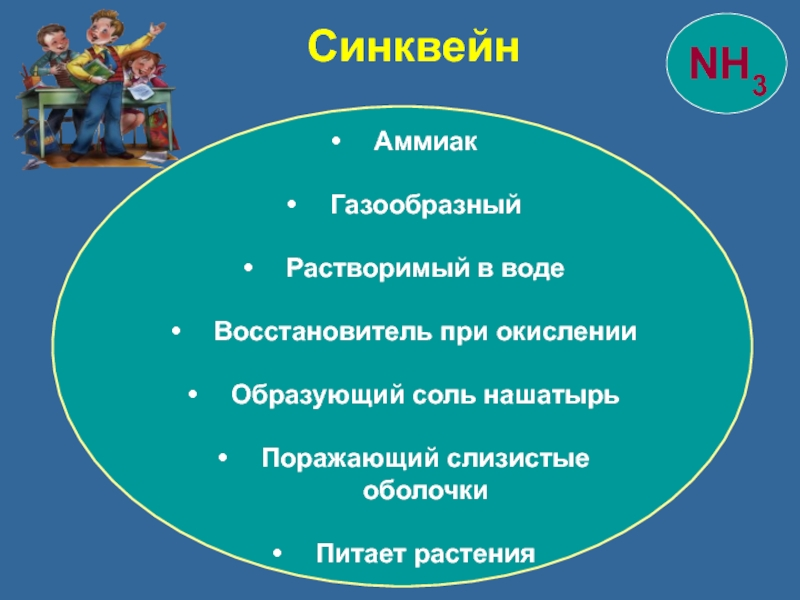 Синквейн
NH3
• Аммиак
• Газообразный
• Растворимый в воде
• Восстановитель при окислении
• Образующий соль нашатырь
• Поражающий слизистые
оболочки
• Питает растения